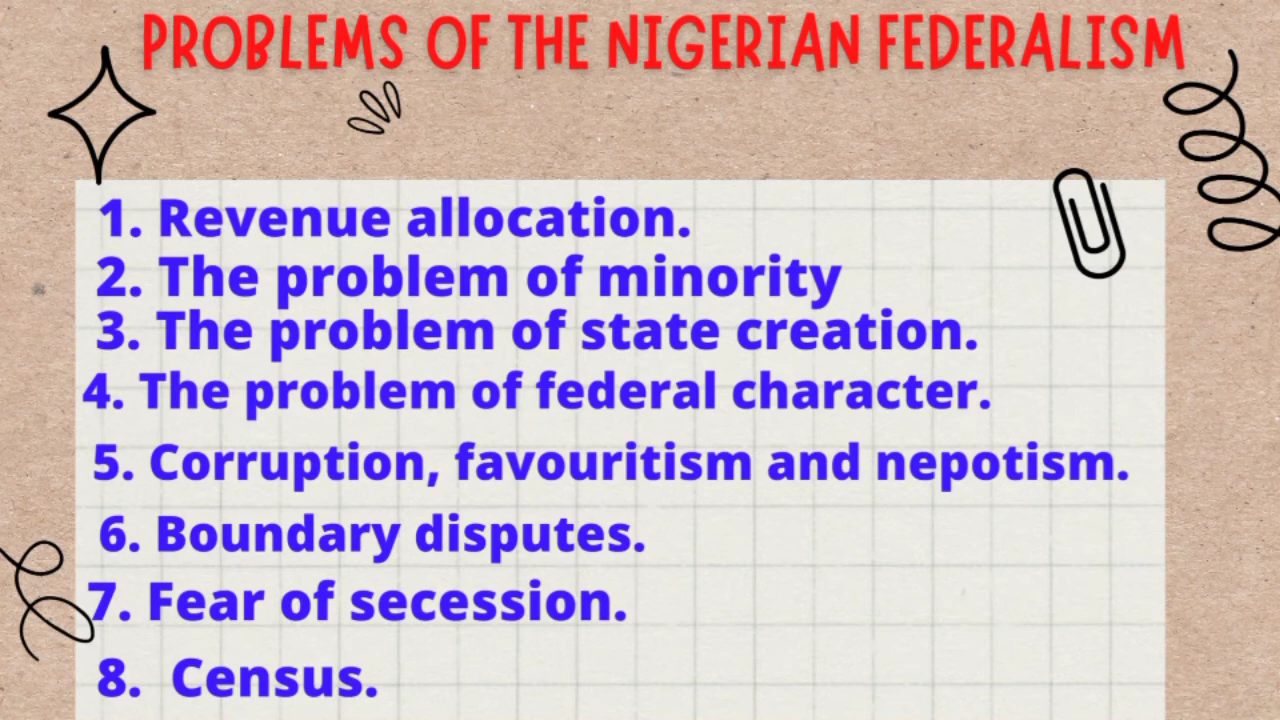 PROBLEMS OF THE NIGERIAN FEDERALISM
1. Revenue allocation.
2. The problem of minority
3. The problem of state creation.
4. The problem of federal character.
5. Corruption, favouritism and nepotism.
6. Boundary disputes.
7. Fear of secession.
8. Census.